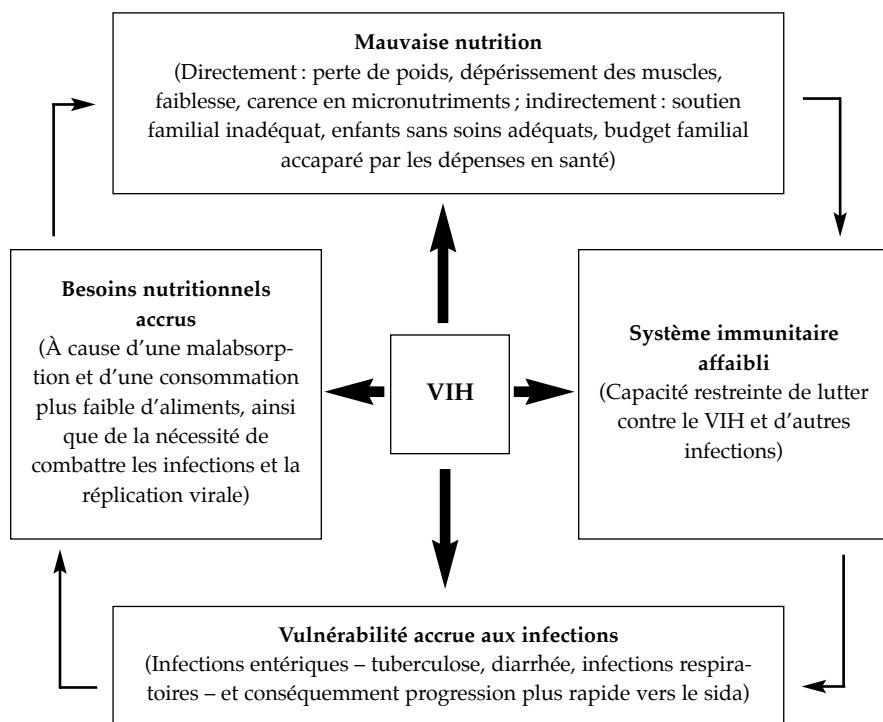 Mauvaise nutrition
(Directement : perte de poids, dépérissement des muscles,
faiblesse, carence en micronutriments ; indirectement : soutien
familial inadéquat, enfants sans soins adéquats, budget familial
accaparé par les dépenses en santé)
Besoins nutritionnels
accrus
(À cause d’une malabsorp-
tion et d’une consommation
plus faible d’aliments, ainsi
que de la nécessité de
combattre les infections et la
réplication virale)
VIH
Système immunitaire
affaibli
(Capacité restreinte de lutter
contre le VIH et d’autres
infections)
Vulnérabilité accrue aux infections
(Infections entériques – tuberculose, diarrhée, infections respira-
toires – et conséquemment progression plus rapide vers le sida)